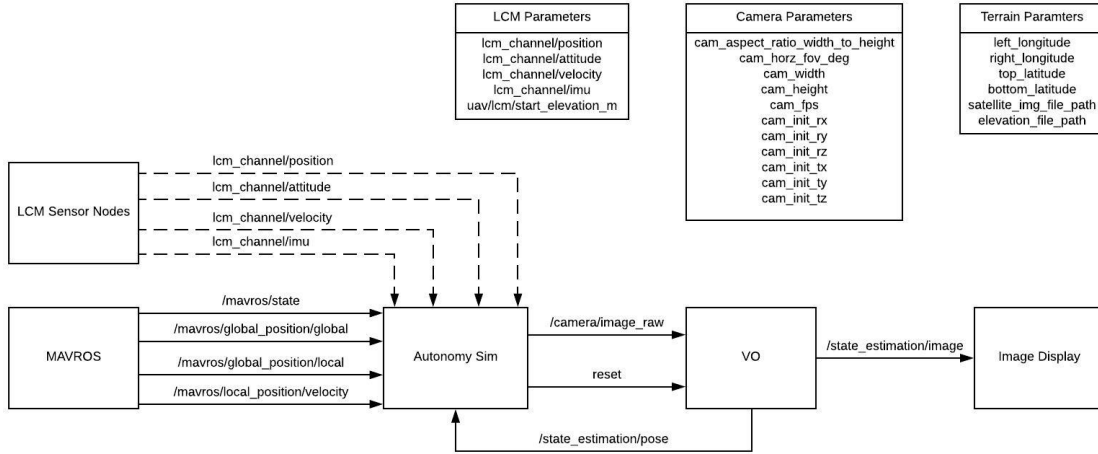 LCM Parameters
lcm_channel/position
lcm_channel/attitude
lcm_channel/velocity
lcm_channel/imu
uav/lcm/start_elevation_m
Camera Parameters
cam_aspect_ratio_width_to_height
cam_horz_fov_deg
cam_width
cam_height
cam_fps
cam_init_rx
cam_init_ry
cam_init_rz
cam_init_tx
cam_init_ty
cam_init_tz
Terrain Paramters
left_longitude
right_longitude
top_latitude
bottom_latitude
satellite_img_file_path
elevation_file_path
LCM Sensor Nodes
lcm_channel/position
lcm_channel/attitude
lcm_channel/velocity
lcm_channel/imu
MAVROS
/mavros/state
/mavros/global_position/global
/mavros/global_position/local
/mavros/local_position/velocity
Autonomy Sim
/camera/image_raw
reset
VO
/state_estimation/image
Image Display
/state_estimation/pose